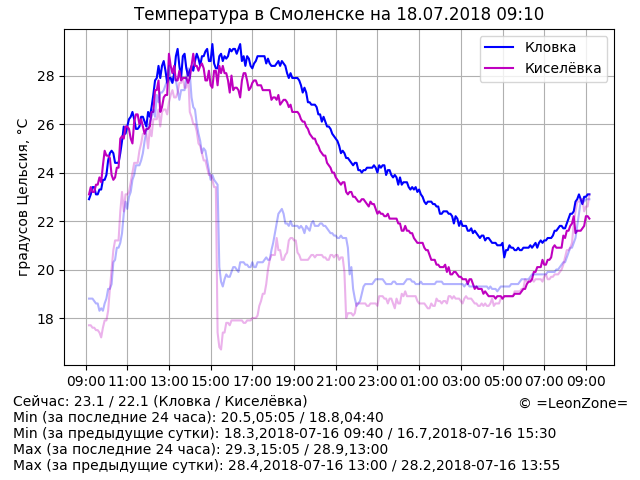 Температура в Смоленске на 18.07.2018 09:10
Кловка
Киселёвка
градусов Цельсия, °C
28
26
24
22
20
18
09:00 11:00 13:00 15:00 17:00 19:00 21:00 23:00 01:00 03:00 05:00 07:00 09:00
Сейчас: 23.1 / 22.1 (Кловка / Киселёвка)
© =LeonZone=
Min (за последние 24 часа): 20.5,05:05 / 18.8,04:40
Min (за предыдущие сутки): 18.3,2018-07-16 09:40 / 16.7,2018-07-16 15:30
Max (за последние 24 часа): 29.3,15:05 / 28.9,13:00
Max (за предыдущие сутки): 28.4,2018-07-16 13:00 / 28.2,2018-07-16 13:55